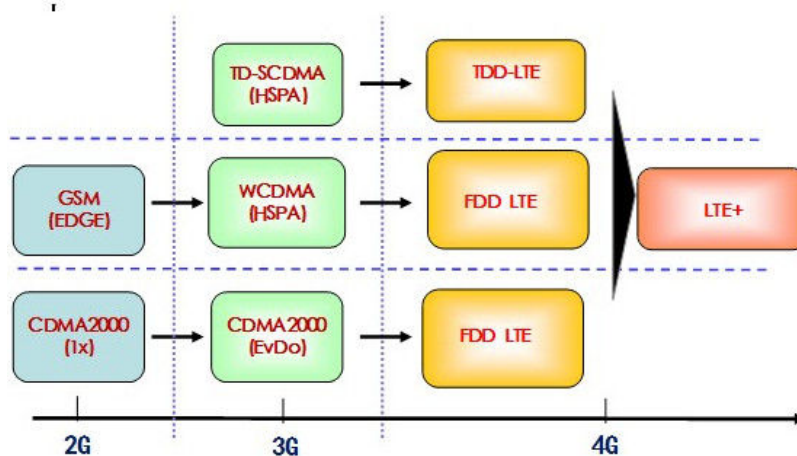 TD-SCDMA
(HSPA)
TDD-LTE
GSM
(EDGE)
WCDMA
(HSPA)
FDD LTE
LTE+
CDMA2000
(1x)
CDMA2000
(EvDo)
FDD LTE
2G
3G
4G